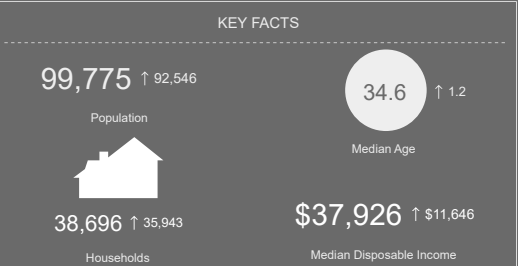 KEY FACTS
99,775 ↑ 92,546
Population
34.6 ↑ 1.2
Median Age
38,696 ↑ 35,943
Households
$37,926 ↑ $11,646
Median Disposable Income